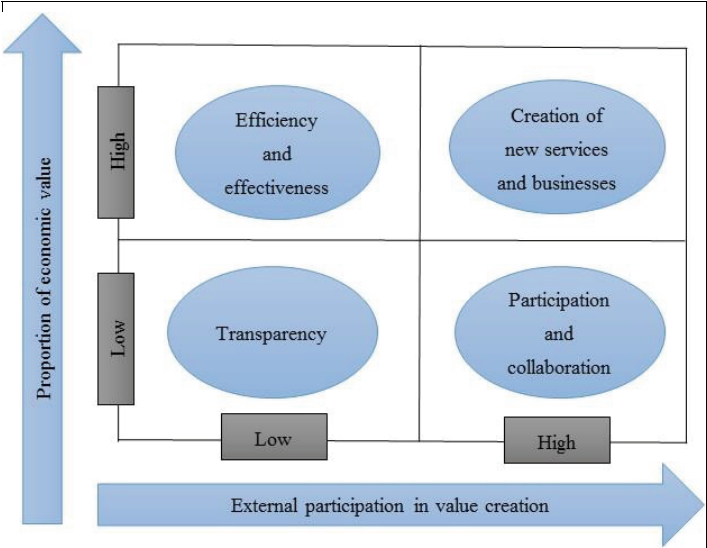 Proportion of economic value
High
Low
Efficiency
and
effectiveness
Creation of
new services
and businesses
Transparency
Participation
and
collaboration
Low
High
External participation in value creation